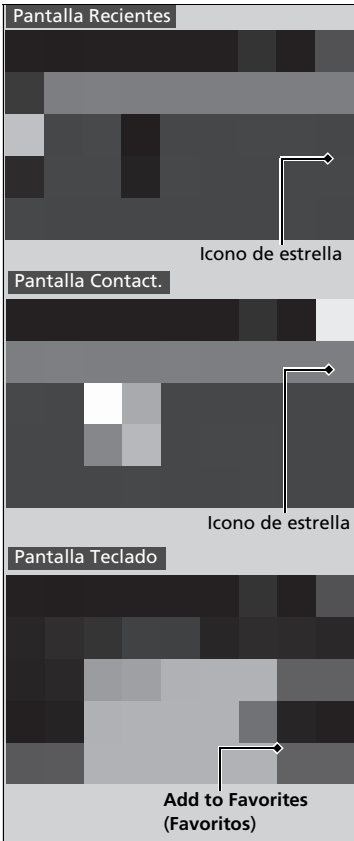 Pantalla Recientes
Icono de estrella
Pantalla Contact.
Icono de estrella
Pantalla Teclado
Add to Favorites
(Favoritos)